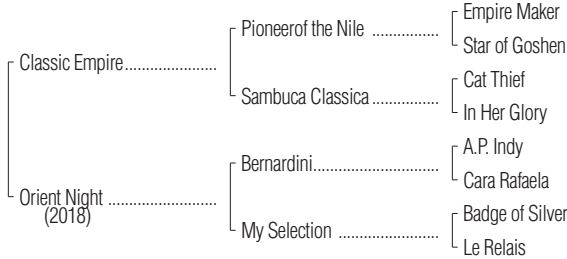 Empire Maker
Pioneerof the Nile ................
Star of Goshen
Classic Empire......................
Cat Thief
Sambuca Classica................
In Her Glory
A.P. Indy
Bernardini..............................
Cara Rafaela
Orient Night ..........................
(2018)
Badge of Silver
My Selection ........................
Le Relais